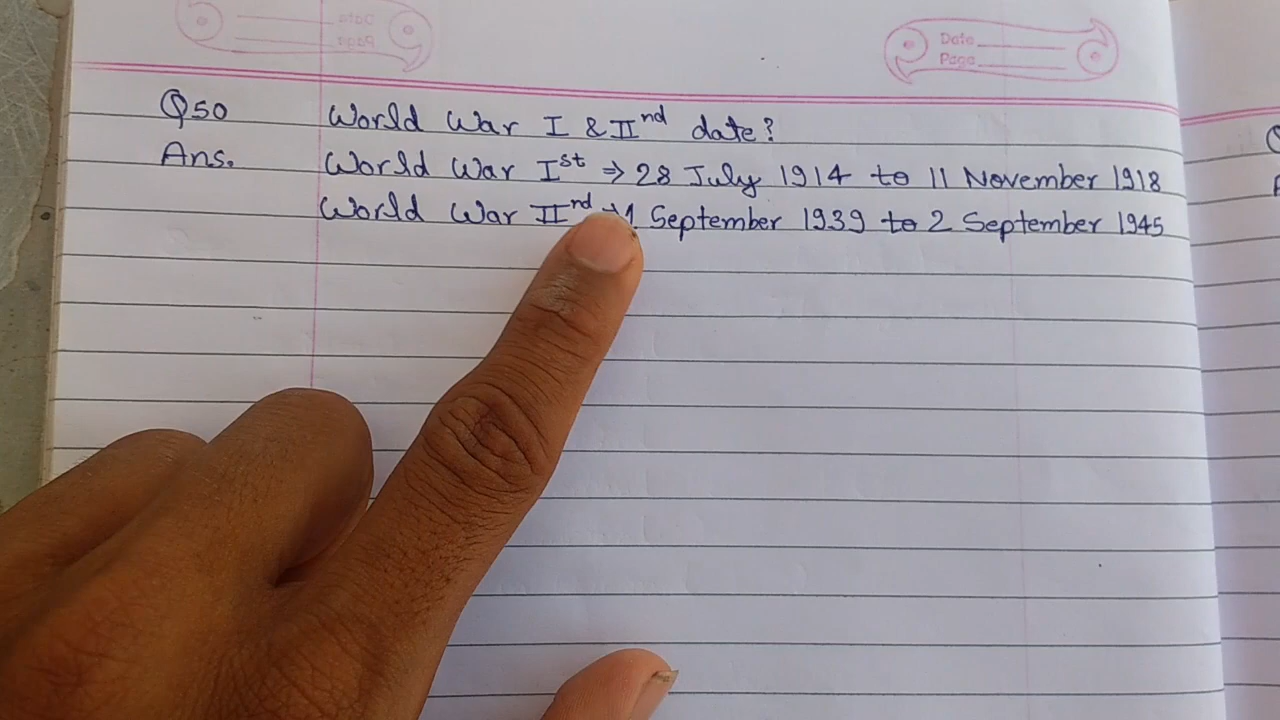 Date
Page
Q50 World War I & IInd date?
Ans. World War Ist ⇒ 28 July 1914 to 11 November 1918
World War IInd → 1 September 1939 to 2 September 1945